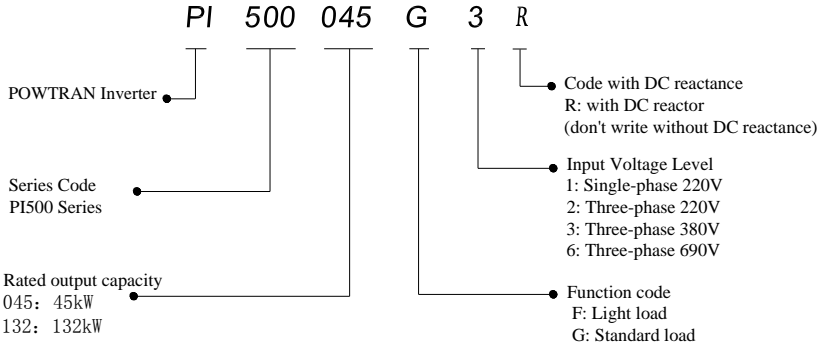 PI 500 045 G 3 R
POWTRAN Inverter
Series Code
PI500 Series
Rated output capacity
045: 45kW
132: 132kW
Code with DC reactance
R: with DC reactor
(don't write without DC reactance)
Input Voltage Level
1: Single-phase 220V
2: Three-phase 220V
3: Three-phase 380V
6: Three-phase 690V
Function code
F: Light load
G: Standard load